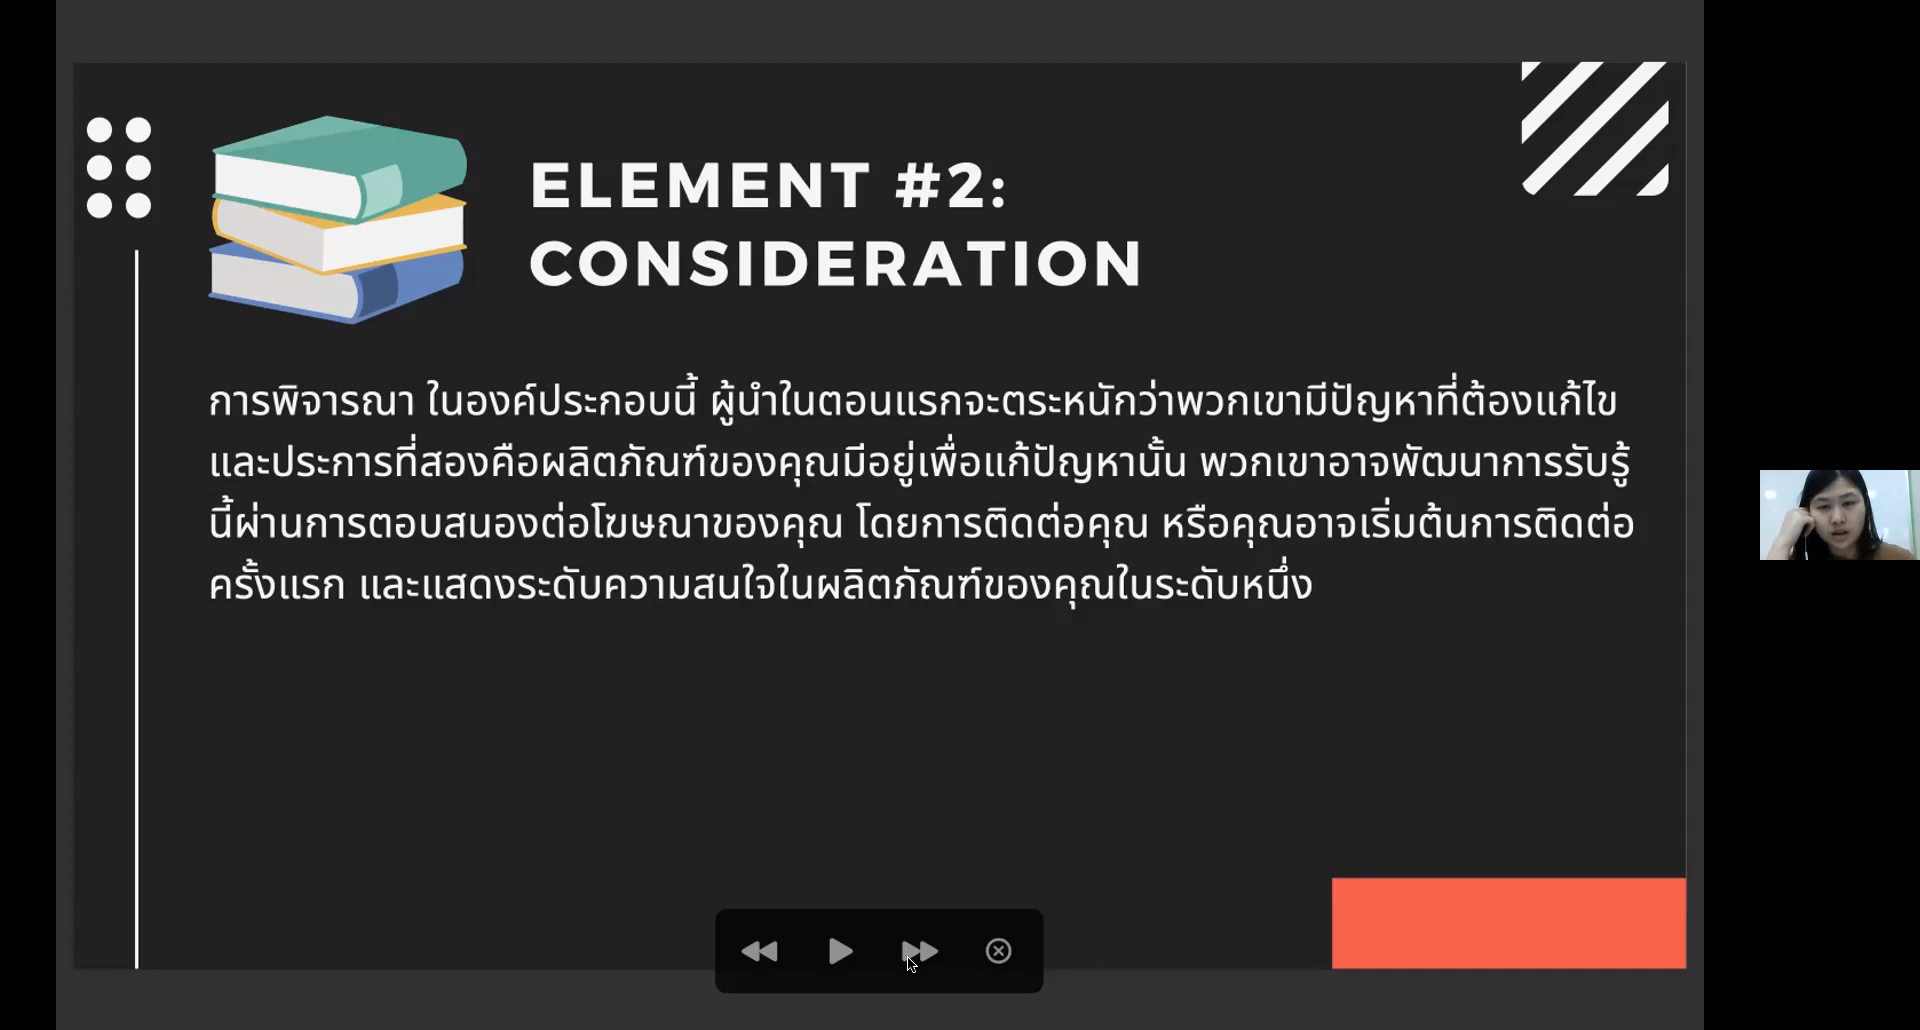 ELEMENT #2:
CONSIDERATION
การพิจารณา ในองค์ประกอบนี้ ผู้นำในตอนแรกจะตระหนักว่าพวกเขามีปัญหาที่ต้องแก้ไข
และประการที่สองคือผลิตภัณฑ์ของคุณมีอยู่เพื่อแก้ปัญหานั้น พวกเขาอาจพัฒนาการรับรู้
นี้ผ่านการตอบสนองต่อโฆษณาของคุณ โดยการติดต่อคุณ หรือคุณอาจเริ่มต้นการติดต่อ
ครั้งแรก และแสดงระดับความสนใจในผลิตภัณฑ์ของคุณในระดับหนึ่ง